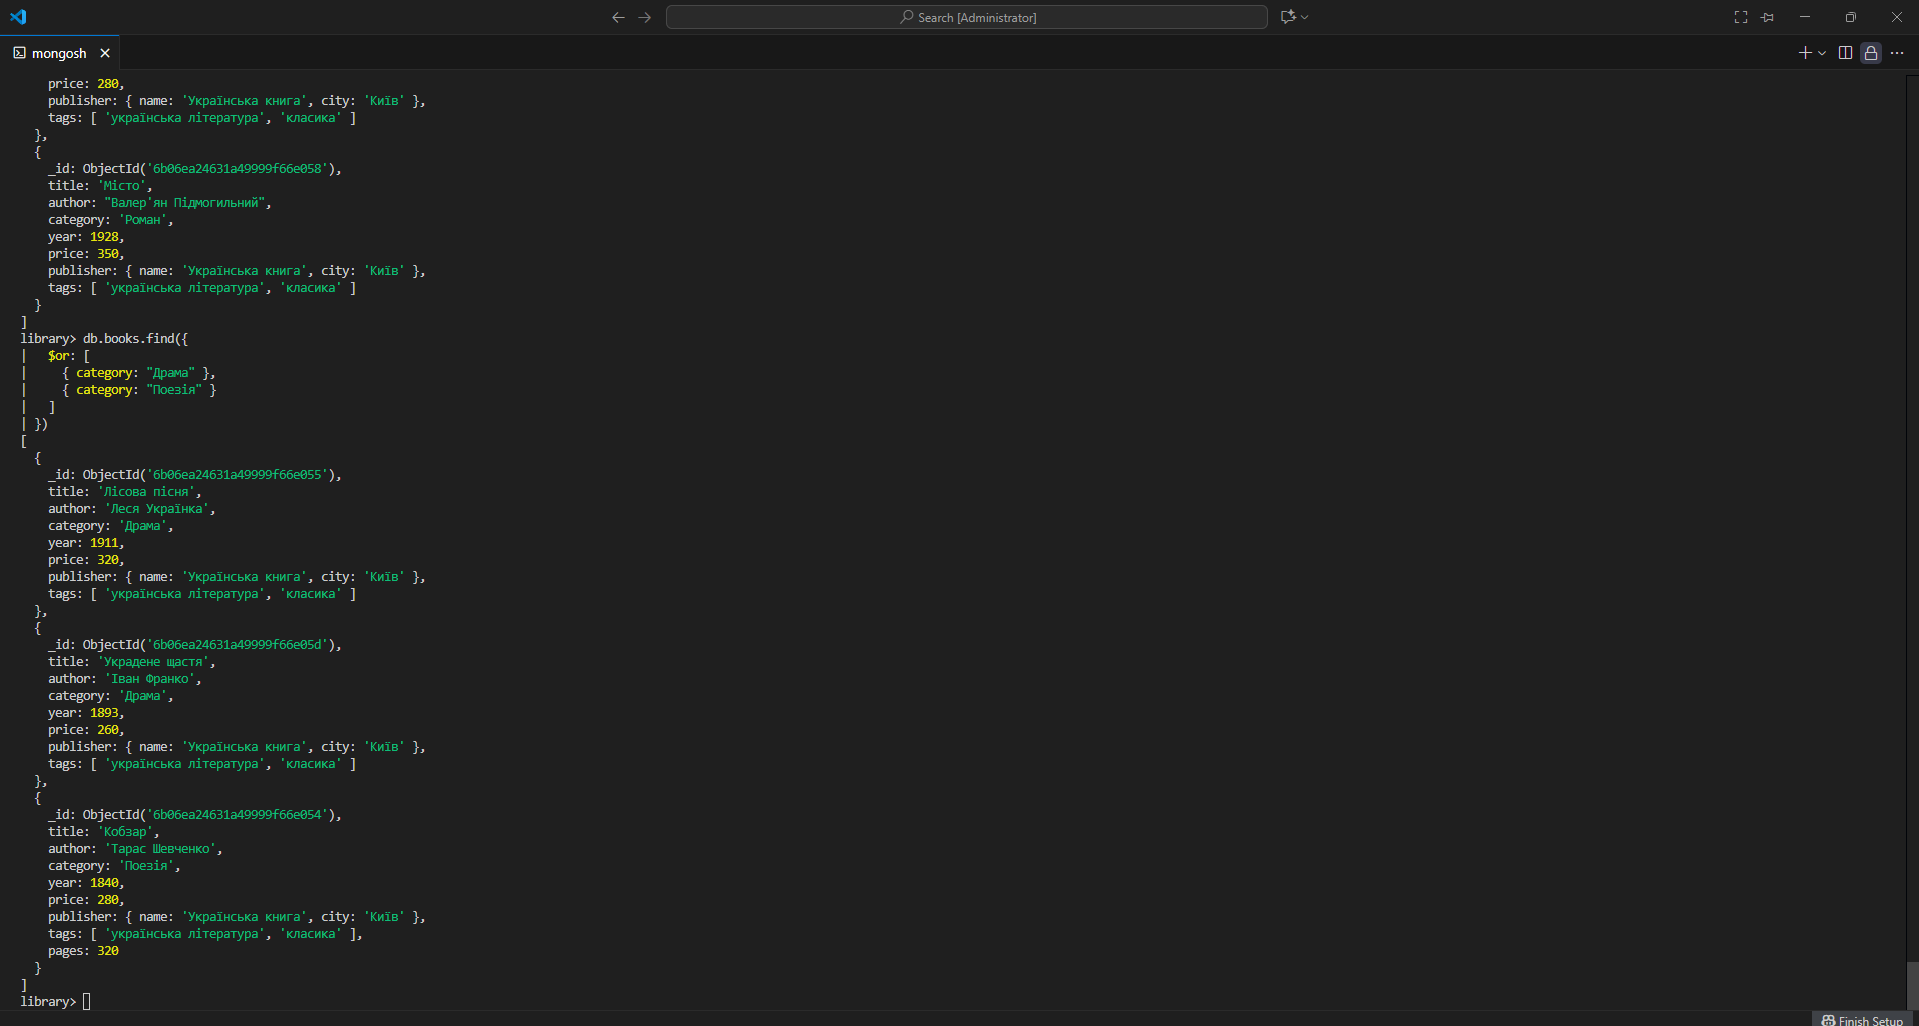 Search [Administrator]
mongosh
price: 280,
publisher: { name: 'Українська книга', city: 'Київ' },
tags: [ 'українська література', 'класика' ]
},
{
_id: ObjectId('6b06ea24631a49999f66e058'),
title: 'Місто',
author: "Валер'ян Підмогильний",
category: 'Роман',
year: 1928,
price: 350,
publisher: { name: 'Українська книга', city: 'Київ' },
tags: [ 'українська література', 'класика' ]
}
]
library> db.books.find({
|   $or: [
|     { category: "Драма" },
|     { category: "Поезія" }
|   ]
| })
[
{
_id: ObjectId('6b06ea24631a49999f66e055'),
title: 'Лісова пісня',
author: 'Леся Українка',
category: 'Драма',
year: 1911,
price: 320,
publisher: { name: 'Українська книга', city: 'Київ' },
tags: [ 'українська література', 'класика' ]
},
{
_id: ObjectId('6b06ea24631a49999f66e05d'),
title: 'Украдене щастя',
author: 'Іван Франко',
category: 'Драма',
year: 1893,
price: 260,
publisher: { name: 'Українська книга', city: 'Київ' },
tags: [ 'українська література', 'класика' ]
},
{
_id: ObjectId('6b06ea24631a49999f66e054'),
title: 'Кобзар',
author: 'Тарас Шевченко',
category: 'Поезія',
year: 1840,
price: 280,
publisher: { name: 'Українська книга', city: 'Київ' },
tags: [ 'українська література', 'класика' ],
pages: 320
}
]
library>
Finish Setup